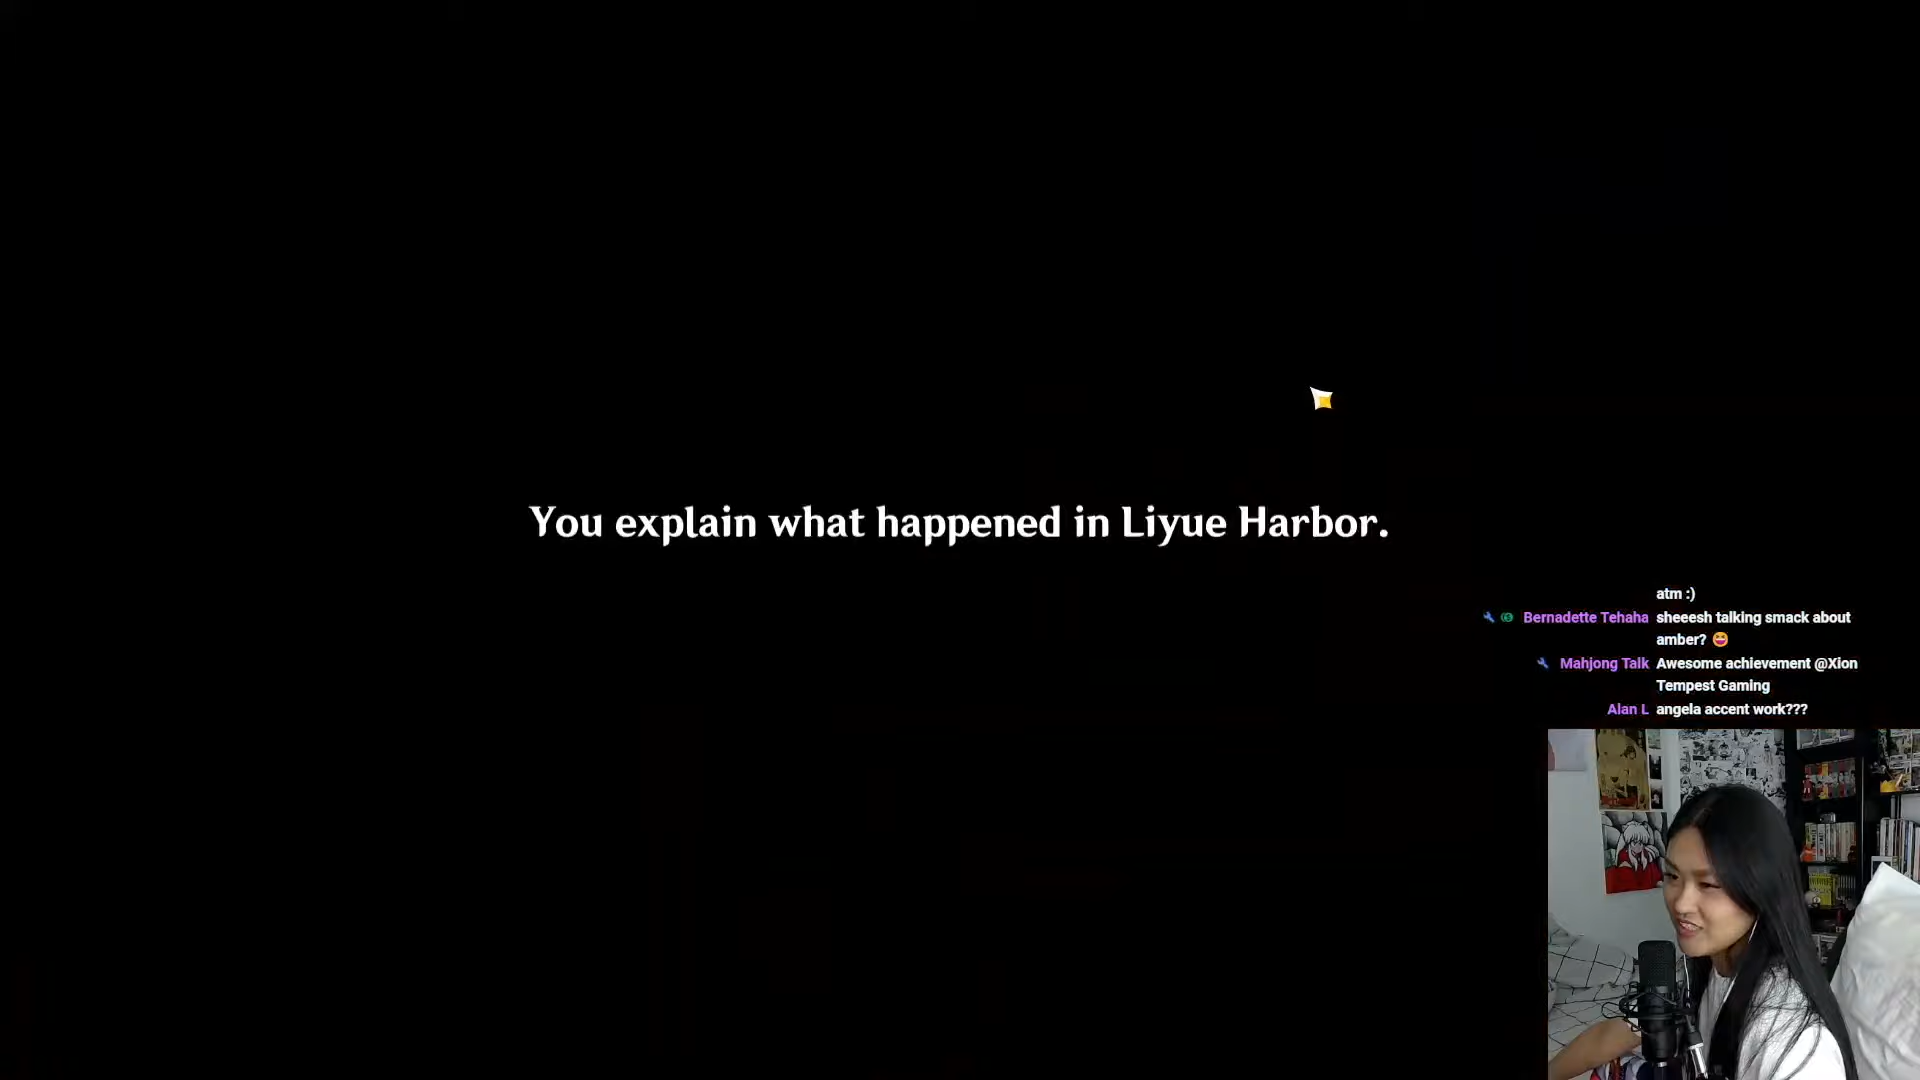 You explain what happened in Liyue Harbor.
atm :)
Bernadette Tehaha sheeesh talking smack about
amber? 😆
Mahjong Talk Awesome achievement @Xion
Tempest Gaming
Alan L angela accent work???